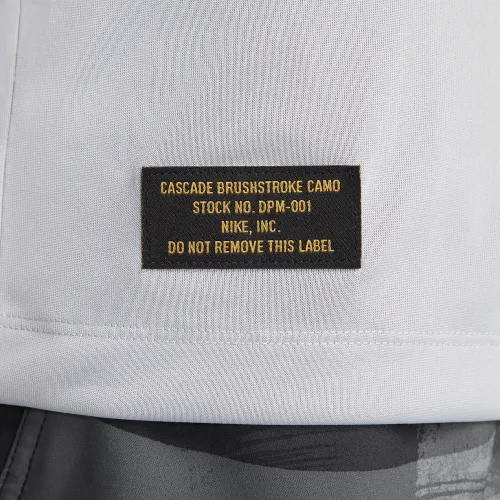 CASCADE BRUSHSTROKE CAMO
STOCK NO. DPM-001
NIKE, INC.
DO NOT REMOVE THIS LABEL